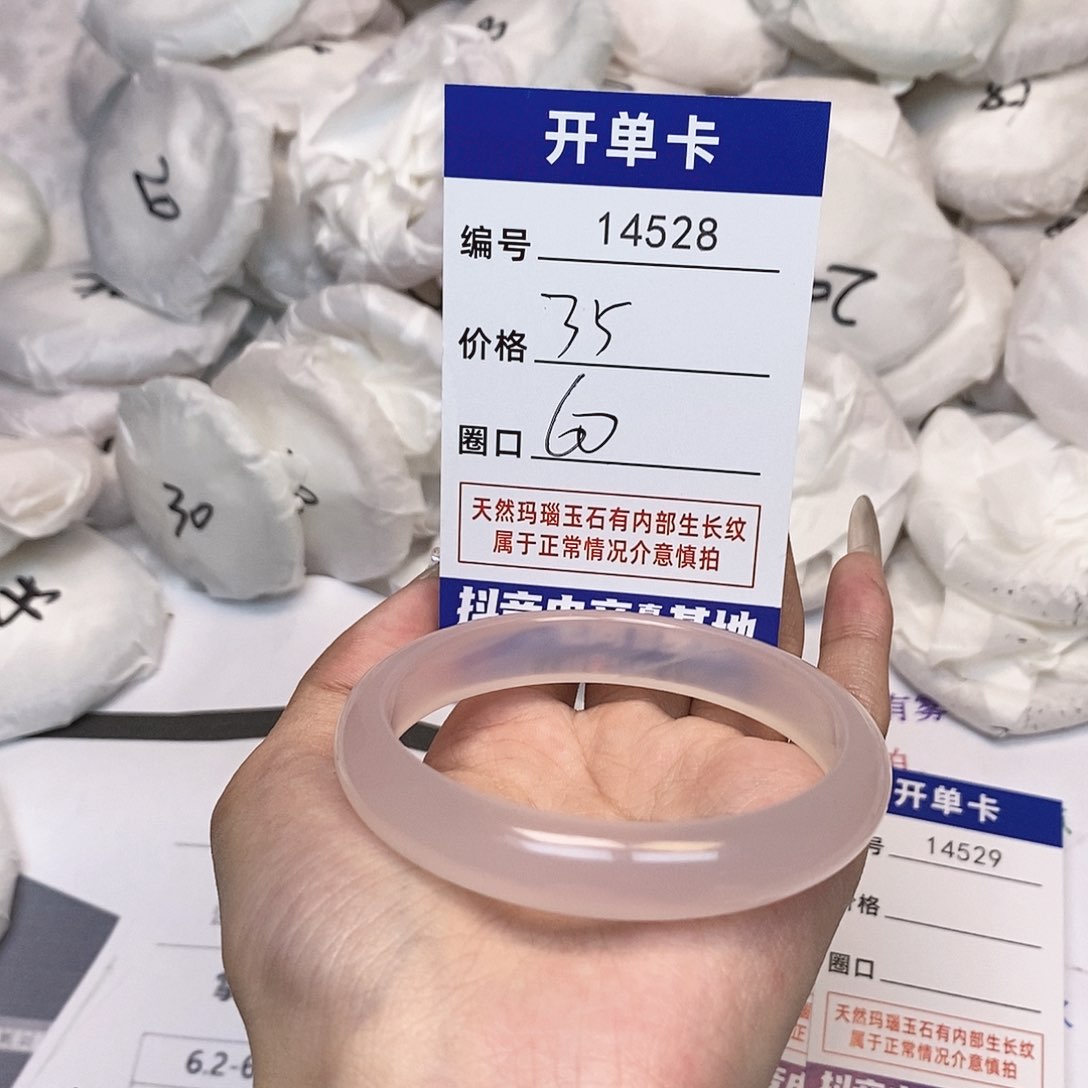 开单卡
编号 14528
价格 35
圈口 60
天然玛瑙玉石有内部生长纹
属于正常情况介意慎拍
30
有雾
开单卡
号 14529
价格
圈口
天然玛瑙玉石有内部生长纹
属于正常情况介意慎拍